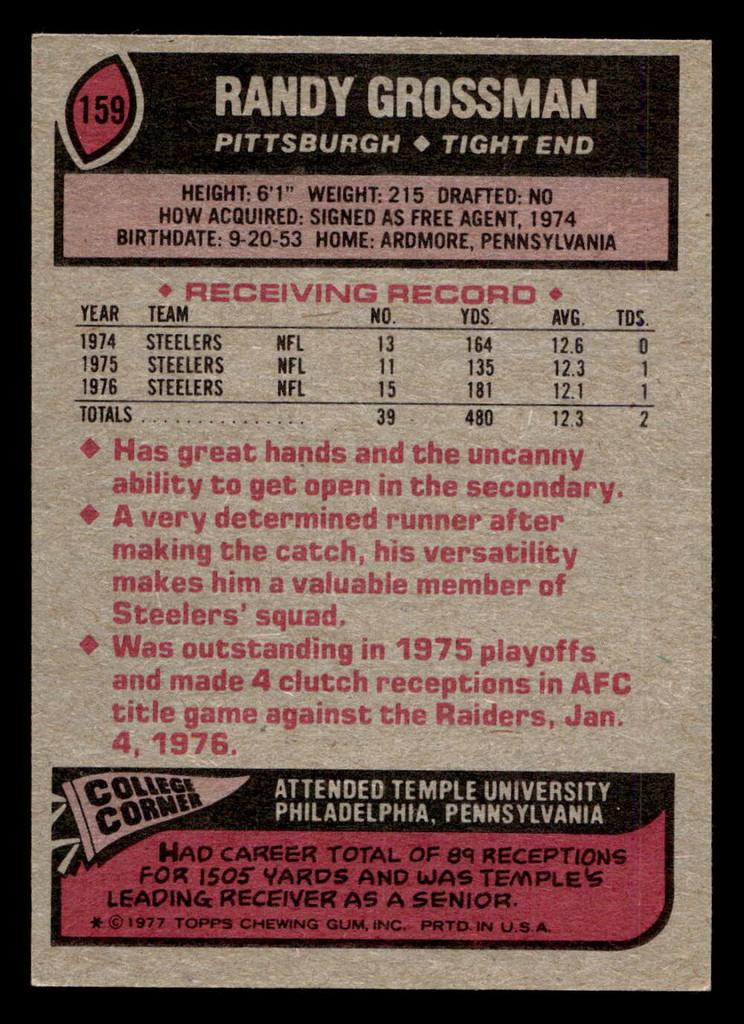 159
RANDY GROSSMAN
PITTSBURGH ◆ TIGHT END
HEIGHT: 6'1" WEIGHT: 215 DRAFTED: NO
HOW ACQUIRED: SIGNED AS FREE AGENT, 1974
BIRTHDATE: 9-20-53 HOME: ARDMORE, PENNSYLVANIA
◆ RECEIVING RECORD ◆
YEAR TEAM NO. YDS. AVG. TDS.
1974 STEELERS NFL 13 164 12.6 0
1975 STEELERS NFL 11 135 12.3 1
1976 STEELERS NFL 15 181 12.1 1
TOTALS . . . . . . . . . . . . . . . . 39 480 12.3 2
◆ Has great hands and the uncanny
ability to get open in the secondary.
◆ A very determined runner after
making the catch, his versatility
makes him a valuable member of
Steelers' squad.
◆ Was outstanding in 1975 playoffs
and made 4 clutch receptions in AFC
title game against the Raiders, Jan.
4, 1976.
COLLEGE
CORNER
ATTENDED TEMPLE UNIVERSITY
PHILADELPHIA, PENNSYLVANIA
HAD CAREER TOTAL OF 89 RECEPTIONS
FOR 1505 YARDS AND WAS TEMPLE'S
LEADING RECEIVER AS A SENIOR.
* © 1977 TOPPS CHEWING GUM, INC. PRTD. IN U.S.A.